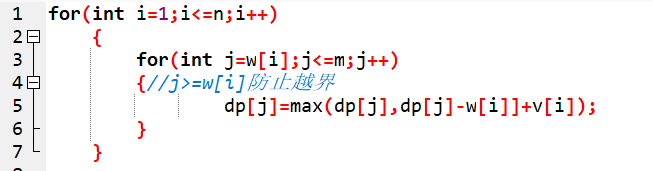 1 for(int i=1;i<=n;i++)
2 {
3 for(int j=w[i];j<=m;j++)
4 {//j>=w[i]防止越界
5 dp[j]=max(dp[j],dp[j]-w[i]]+v[i]);
6 }
7 }